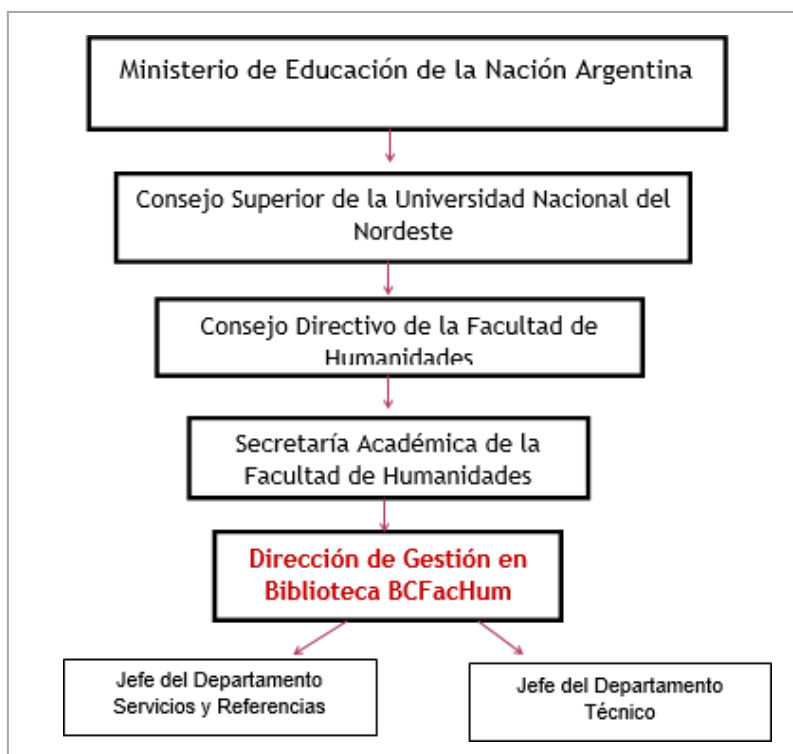 Ministerio de Educación de la Nación Argentina
Consejo Superior de la Universidad Nacional del
Nordeste
Consejo Directivo de la Facultad de
Humanidades
Secretaría Académica de la
Facultad de Humanidades
Dirección de Gestión en
Biblioteca BCFacHum
Jefe del Departamento
Servicios y Referencias
Jefe del Departamento
Técnico